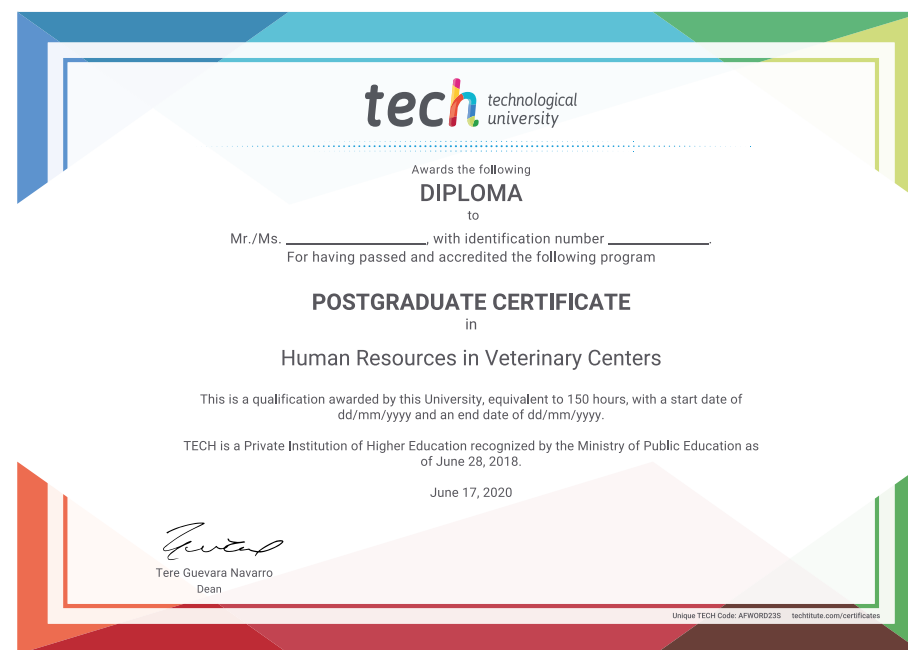 tech technological
university
Awards the following
DIPLOMA
to
Mr./Ms. ____________________, with identification number ______________.
For having passed and accredited the following program
POSTGRADUATE CERTIFICATE
in
Human Resources in Veterinary Centers
This is a qualification awarded by this University, equivalent to 150 hours, with a start date of
dd/mm/yyyy and an end date of dd/mm/yyyy.
TECH is a Private Institution of Higher Education recognized by the Ministry of Public Education as
of June 28, 2018.
June 17, 2020
Tere Guevara Navarro
Dean
Unique TECH Code: AFWORD23S techtitute.com/certificates